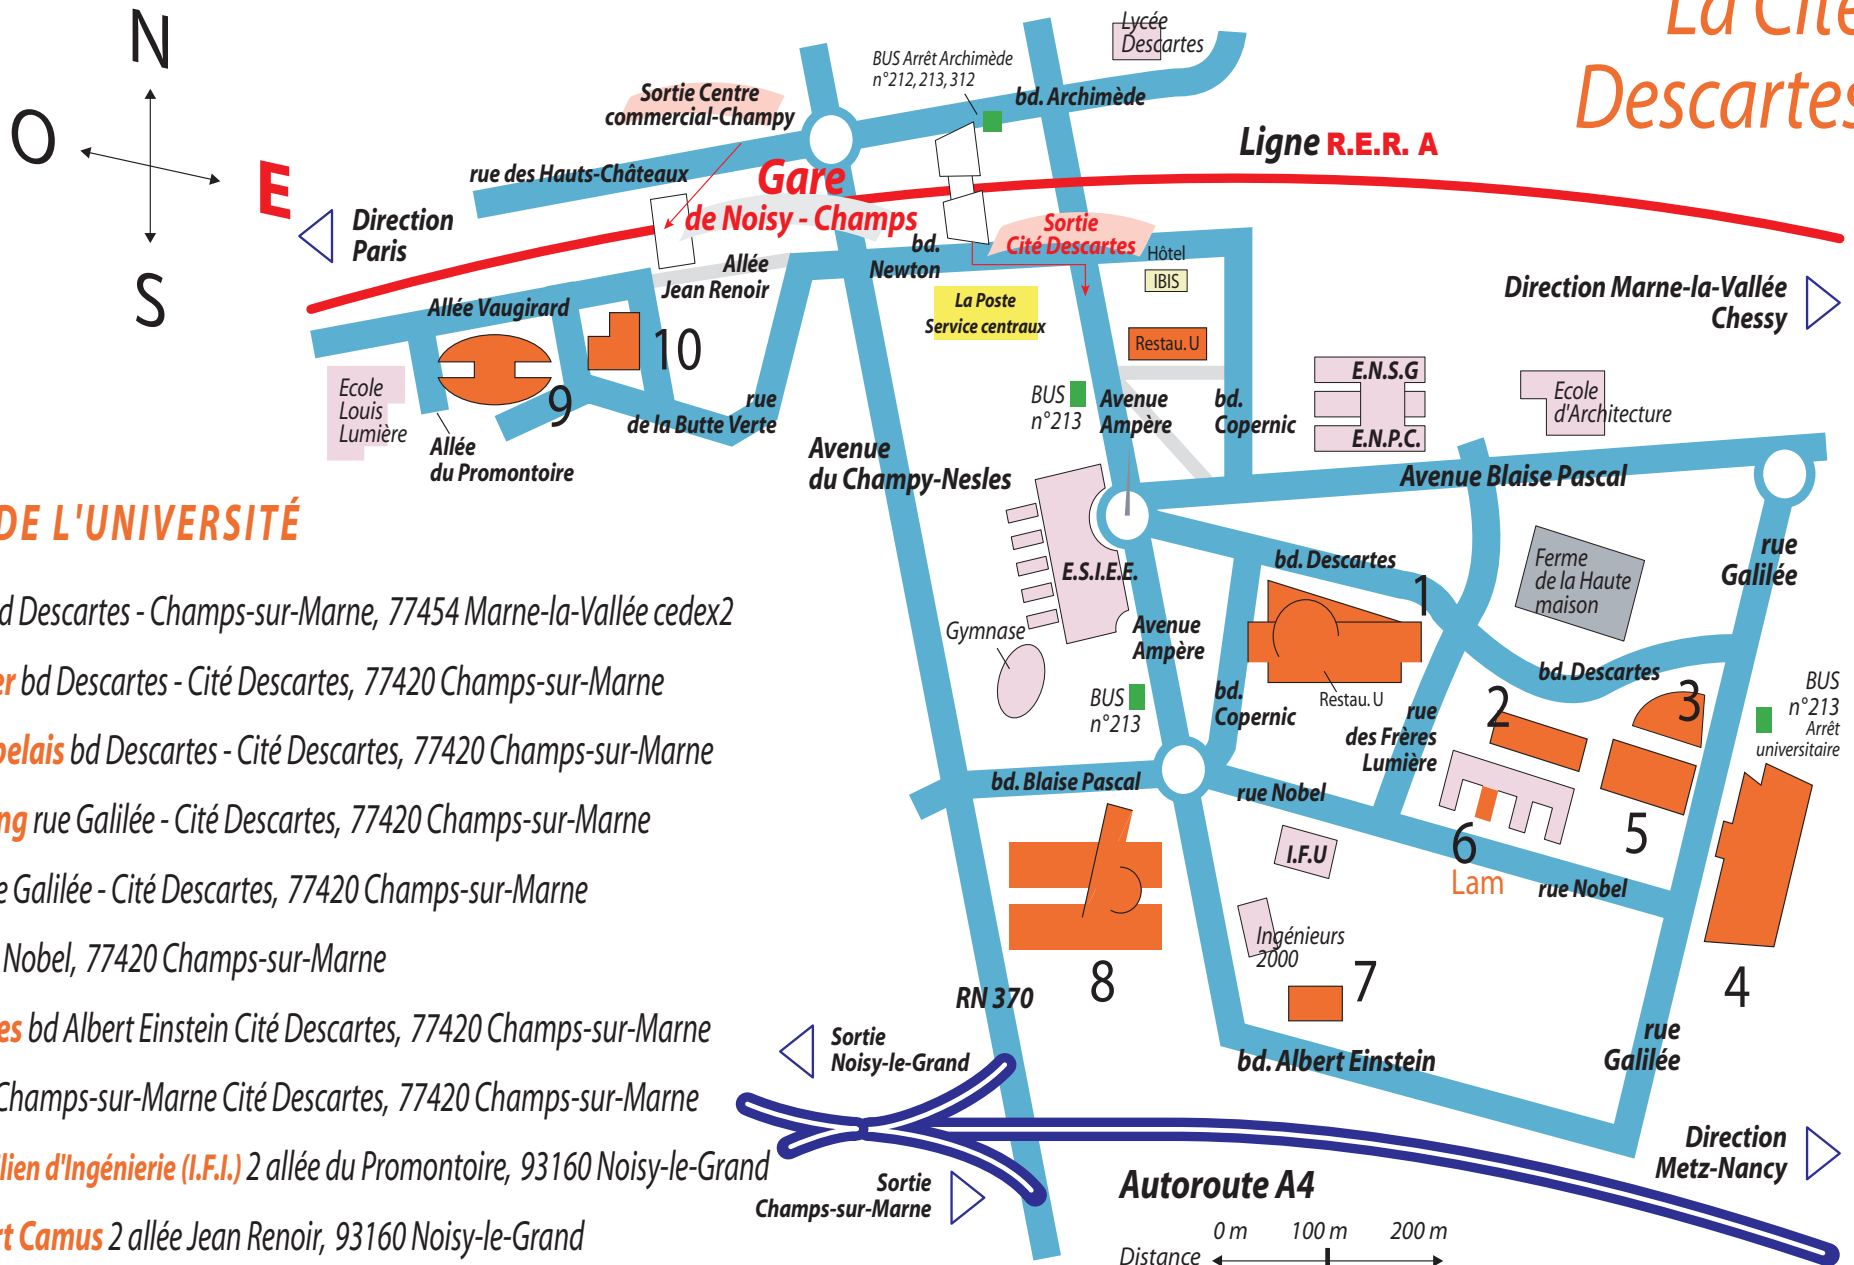 La Cité
Descartes
N
O
E
S
Lycée
Descartes
BUS Arrêt Archimède
n°212, 213, 312
bd. Archimède
Sortie Centre
commercial-Champy
Ligne R.E.R. A
rue des Hauts-Châteaux
Gare
de Noisy - Champs
Direction
Paris
Sortie
Cité Descartes
bd.
Newton
Hôtel
IBIS
Allée
Jean Renoir
Allée Vaugirard
La Poste
Service centraux
Direction Marne-la-Vallée
Chessy
10
Restau. U
E.N.S.G
E.N.P.C.
Ecole
d'Architecture
Ecole
Louis
Lumière
9
rue
de la Butte Verte
Allée
du Promontoire
BUS
n°213
Avenue
Ampère
bd.
Copernic
Avenue
du Champy-Nesles
Avenue Blaise Pascal
DE L'UNIVERSITÉ
d Descartes - Champs-sur-Marne, 77454 Marne-la-Vallée cedex2
er bd Descartes - Cité Descartes, 77420 Champs-sur-Marne
belais bd Descartes - Cité Descartes, 77420 Champs-sur-Marne
ng rue Galilée - Cité Descartes, 77420 Champs-sur-Marne
e Galilée - Cité Descartes, 77420 Champs-sur-Marne
Nobel, 77420 Champs-sur-Marne
es bd Albert Einstein Cité Descartes, 77420 Champs-sur-Marne
Champs-sur-Marne Cité Descartes, 77420 Champs-sur-Marne
lien d'Ingénierie (I.F.I.) 2 allée du Promontoire, 93160 Noisy-le-Grand
rt Camus 2 allée Jean Renoir, 93160 Noisy-le-Grand
E.S.I.E.E.
bd. Descartes
1
Ferme
de la Haute
maison
rue
Galilée
Gymnase
Avenue
Ampère
bd. Descartes
BUS
n°213
bd.
Copernic
Restau. U
rue
des Frères
Lumière
2
3
BUS
n°213
Arrêt
universitaire
bd. Blaise Pascal
rue Nobel
6
Lam
5
I.F.U
rue Nobel
Ingénieurs
2000
8
7
4
RN 370
Sortie
Noisy-le-Grand
bd. Albert Einstein
rue
Galilée
Direction
Metz-Nancy
Sortie
Champs-sur-Marne
Autoroute A4
0 m 100 m 200 m
Distance